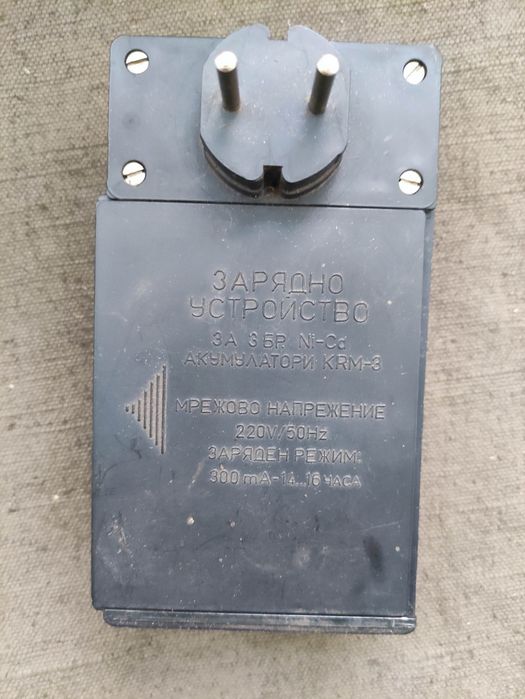 ЗАРЯДНО
УСТРОЙСТВО
ЗА 3 БР. Ni-Cd
АКУМУЛАТОРИ KRM-3
МРЕЖОВО НАПРЕЖЕНИЕ
220V/50Hz
ЗАРЯДЕН РЕЖИМ:
300 mA-14...16 ЧАСА